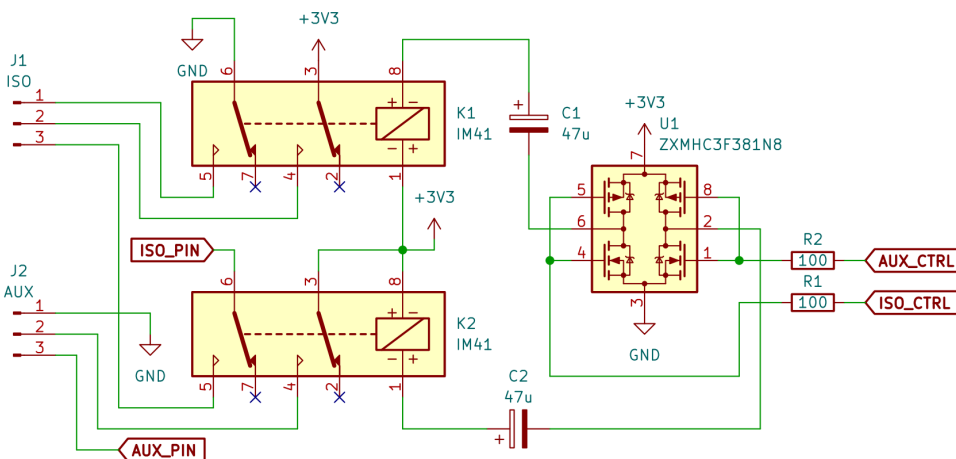 +3V3
J1
ISO
1
2
3
GND
6
3
8
K1
IM41
5
7
4
2
1
+
C1
47u
+3V3
U1
ZXMHC3F381N8
7
5
6
4
8
2
1
3
GND
R2
100
AUX_CTRL
R1
100
ISO_CTRL
+3V3
ISO_PIN
J2
AUX
1
2
3
GND
6
3
8
K2
IM41
5
7
4
2
1
AUX_PIN
C2
47u
+